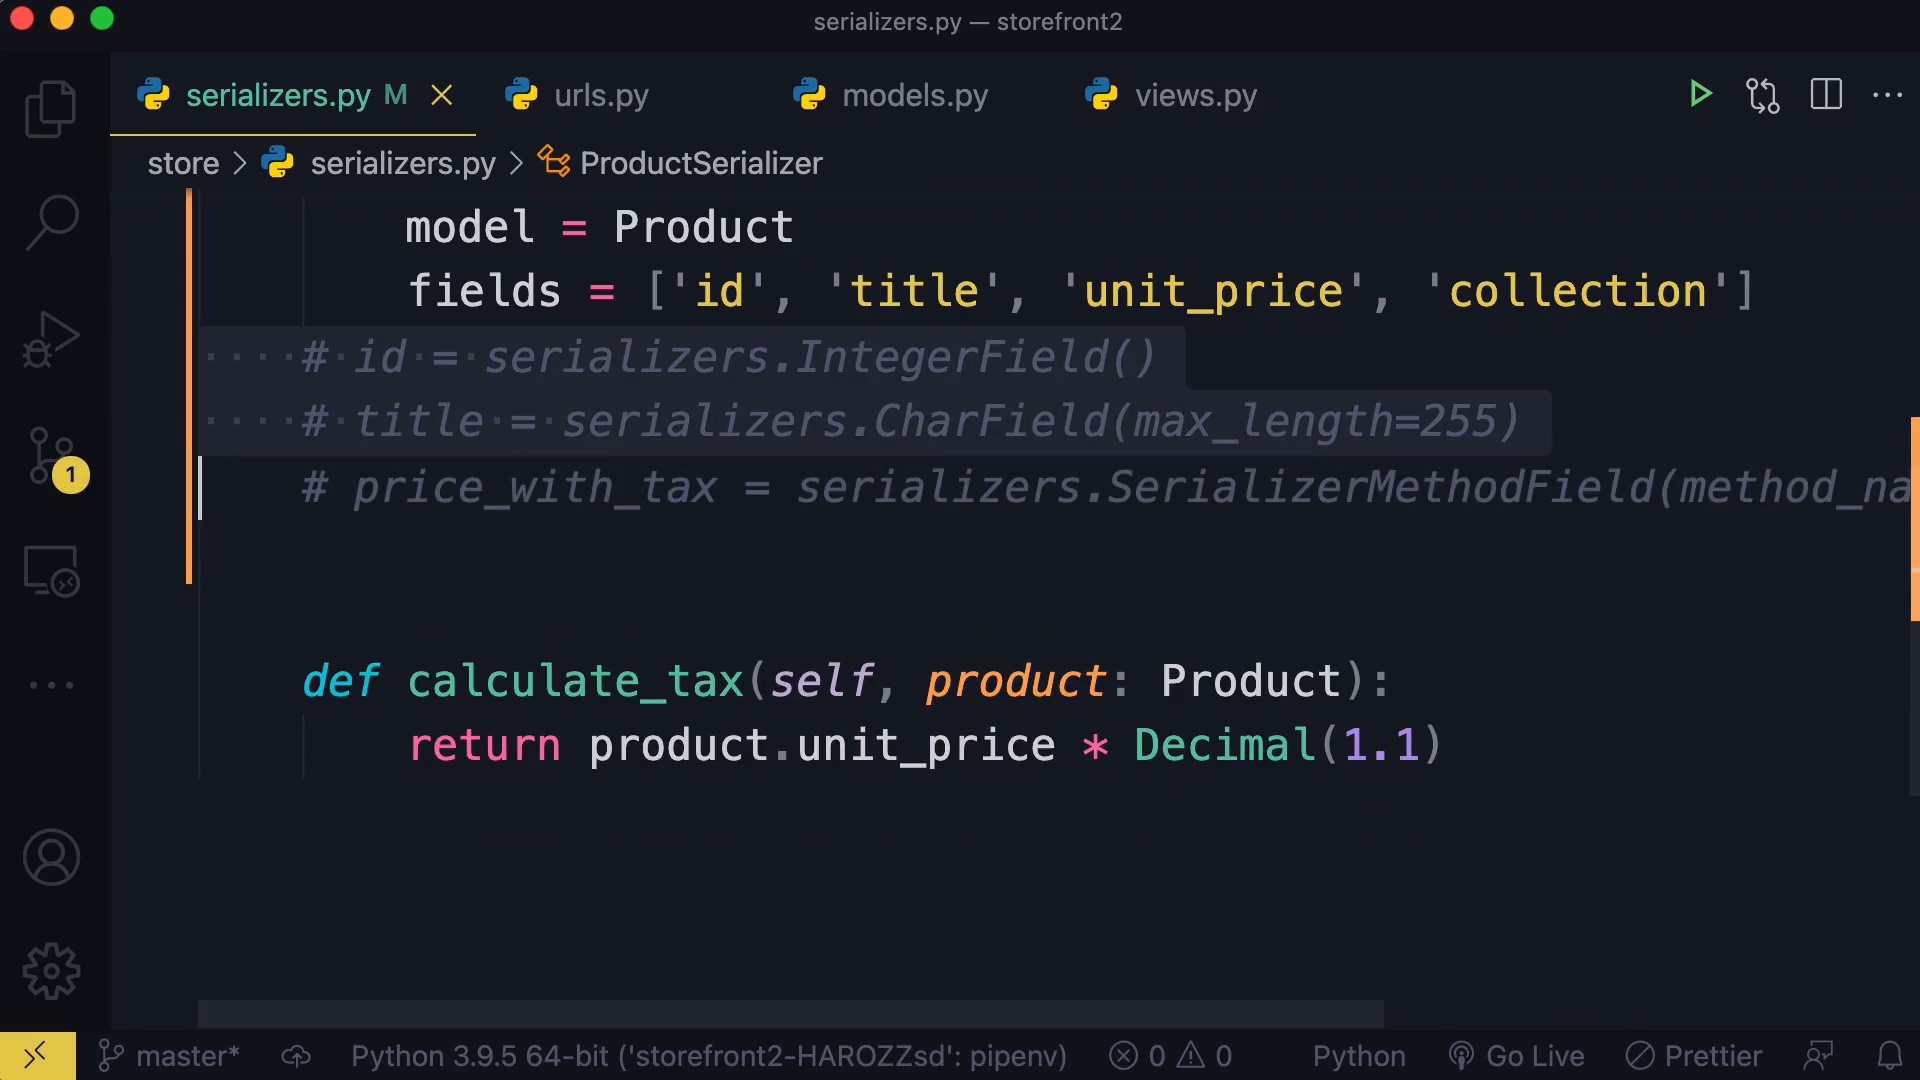 serializers.py — storefront2
serializers.py M urls.py models.py views.py
store > serializers.py > ProductSerializer
model = Product
fields = ['id', 'title', 'unit_price', 'collection']
# id = serializers.IntegerField()
# title = serializers.CharField(max_length=255)
# price_with_tax = serializers.SerializerMethodField(method_na
def calculate_tax(self, product: Product):
return product.unit_price * Decimal(1.1)
1
master* Python 3.9.5 64-bit ('storefront2-HAROZZsd': pipenv) 0 0 Python Go Live Prettier